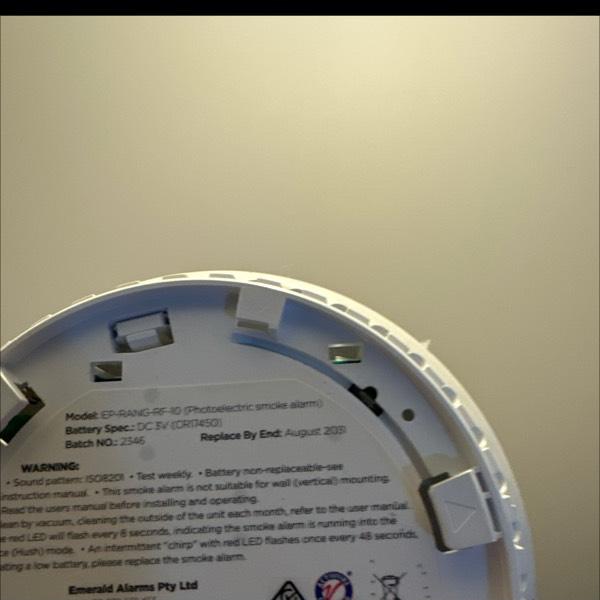 Model: EP-RANG-RF-10 (Photoelectric smoke alarm)
Battery Spec.: DC 3V (CR17450)
Batch NO.: 2346 Replace By End: August 2031
WARNING:
• Sound pattern: ISO8201 • Test weekly. • Battery non-replaceable-see
instruction manual. • This smoke alarm is not suitable for wall (vertical) mounting.
Read the users manual before installing and operating.
ean by vacuum, cleaning the outside of the unit each month, refer to the user manual.
e red LED will flash every 8 seconds, indicating the smoke alarm is running into the
ce (Hush) mode. • An intermittent "chirp" with red LED flashes once every 48 seconds,
ating a low battery, please replace the smoke alarm.
Emerald Alarms Pty Ltd